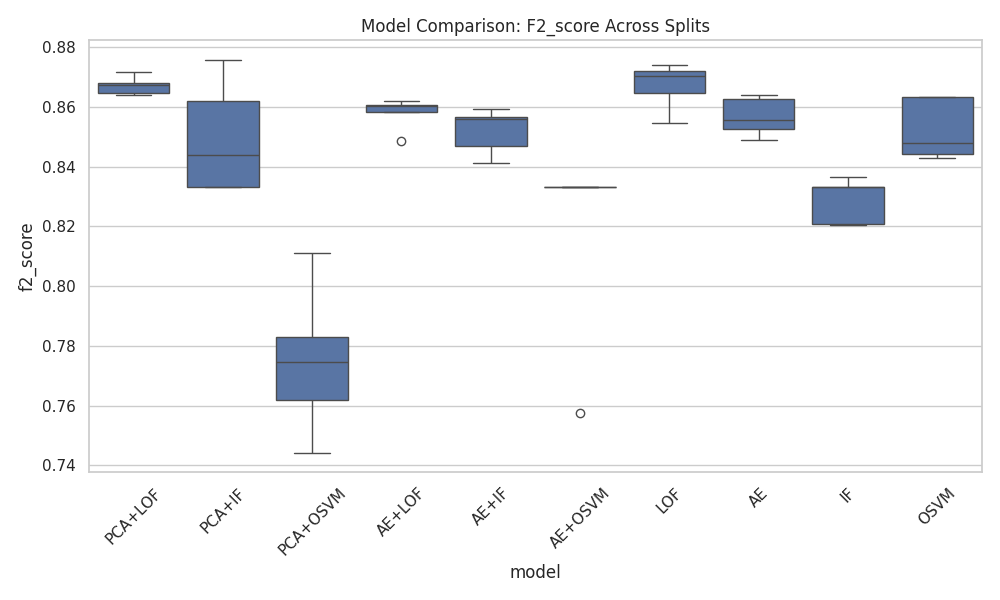 Model Comparison: F2_score Across Splits
0.88
0.86
0.84
0.82
0.80
0.78
0.76
0.74
f2_score
PCA+LOF
PCA+IF
PCA+OSVM
AE+LOF
AE+IF
AE+OSVM
LOF
AE
IF
OSVM
model